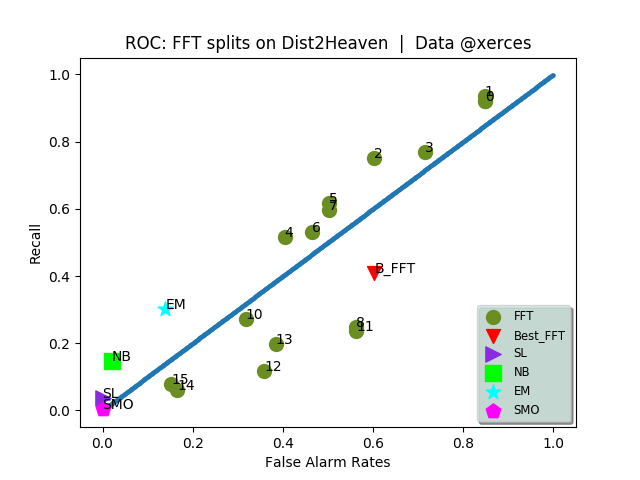 ROC: FFT splits on Dist2Heaven | Data @xerces
1.0
0.8
0.6
0.4
0.2
0.0
Recall
0.0 0.2 0.4 0.6 0.8 1.0
False Alarm Rates
1
0
3
2
5
7
6
4
B_FFT
EM
10
8
11
13
NB
12
15
14
SL
SMO
FFT
Best_FFT
SL
NB
EM
SMO